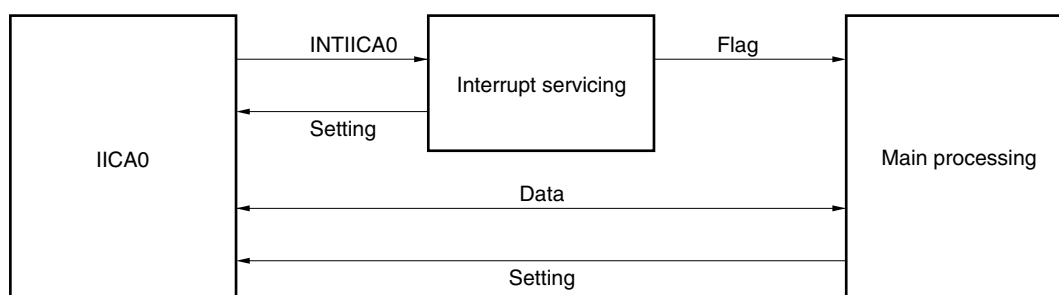 INTIICA0
Flag
Interrupt servicing
Setting
IICA0
Main processing
Data
Setting